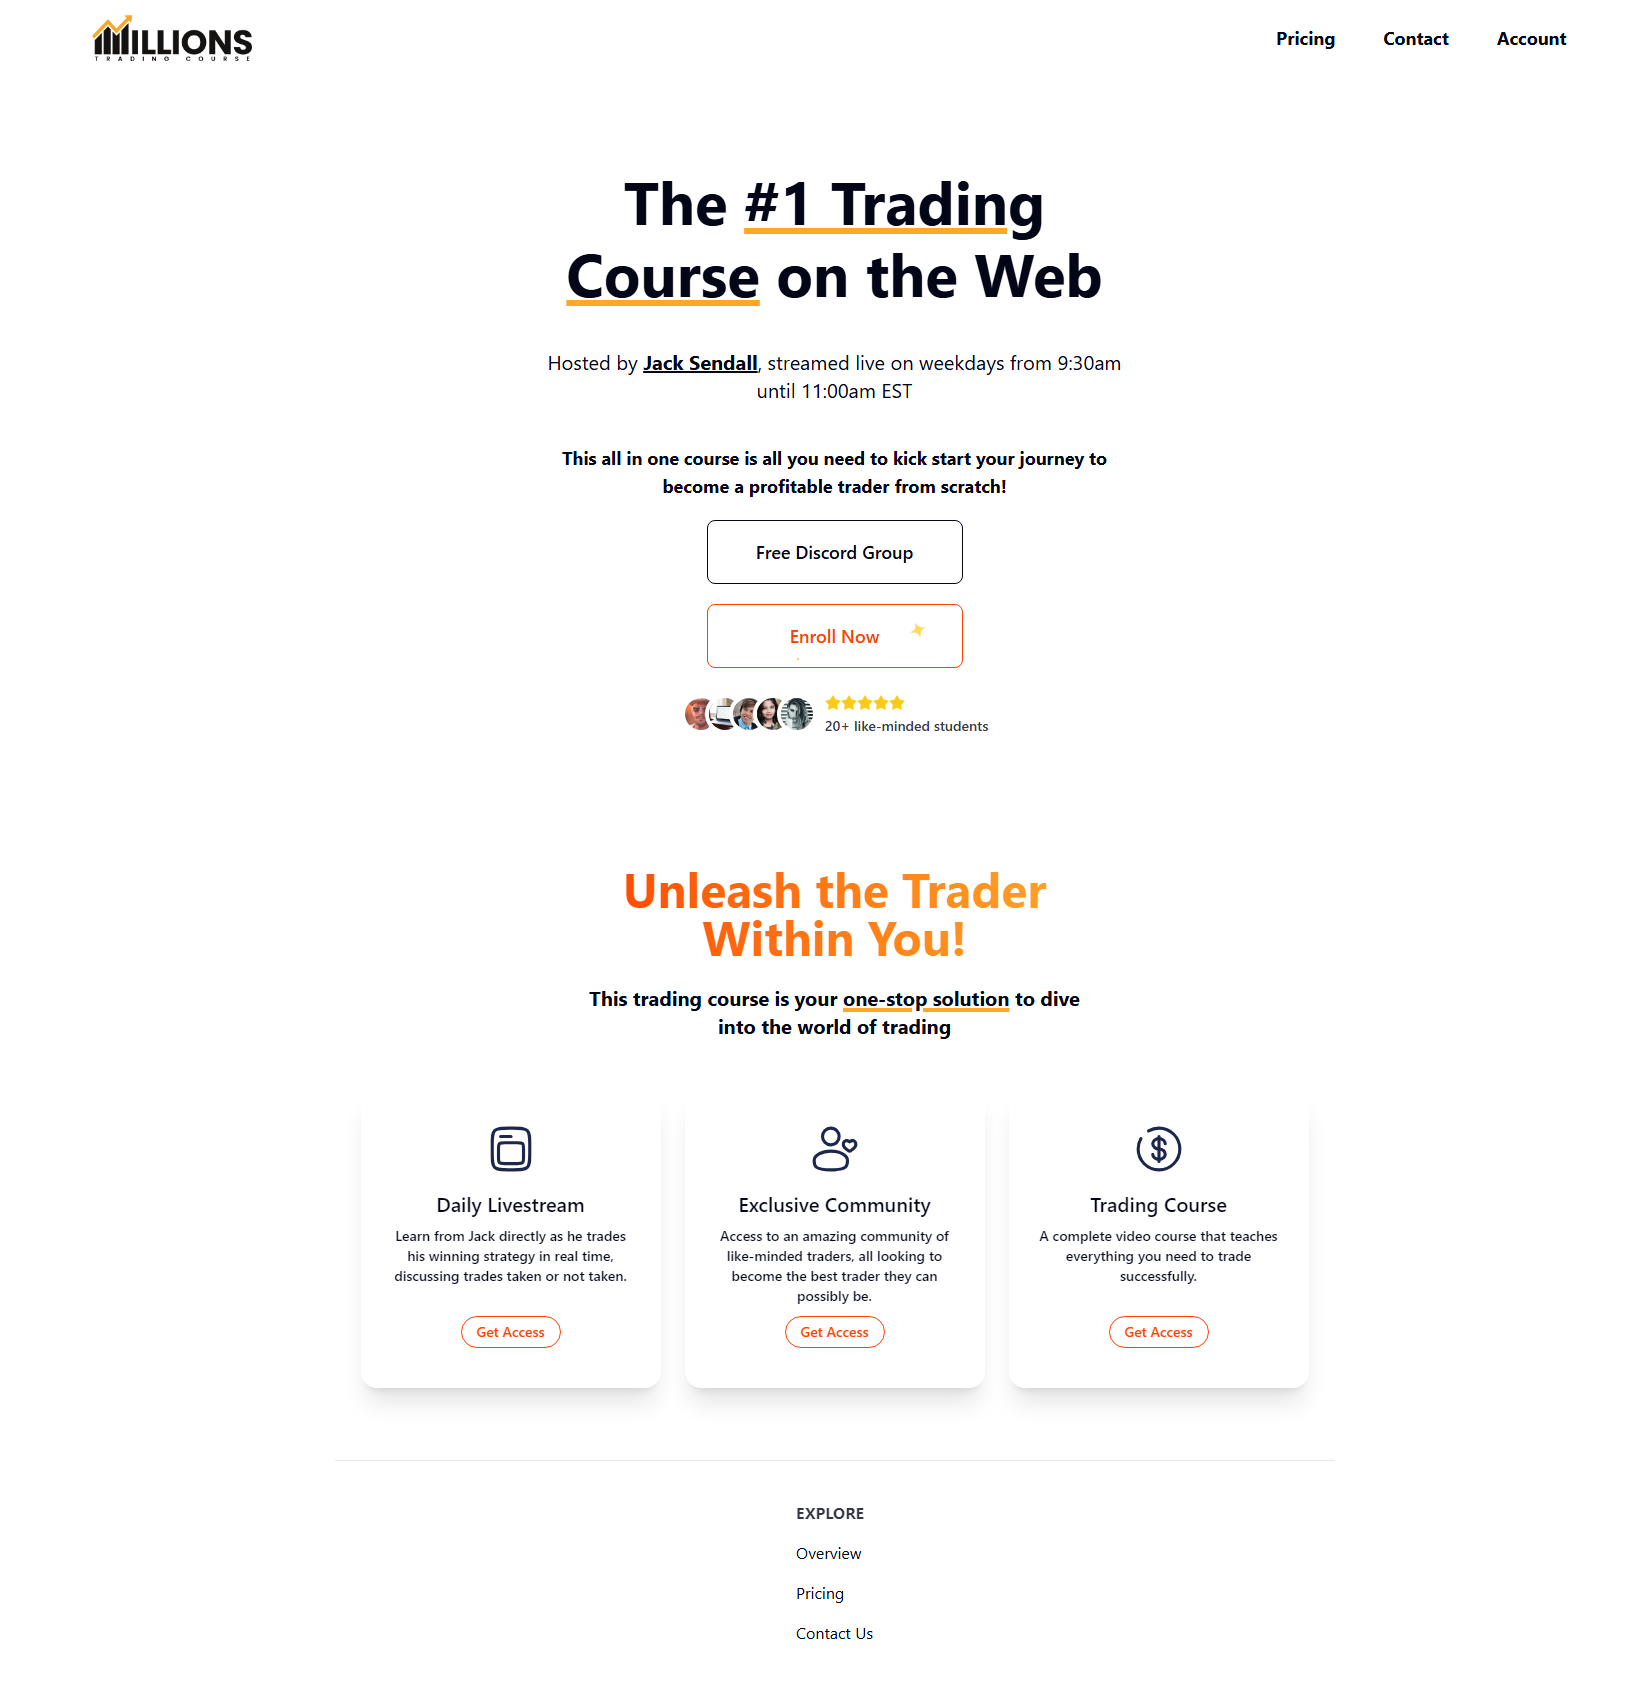 MILLIONS
TRADING COURSE
Pricing
Contact
Account
The #1 Trading
Course on the Web
Hosted by Jack Sendall, streamed live on weekdays from 9:30am
until 11:00am EST
This all in one course is all you need to kick start your journey to
become a profitable trader from scratch!
Free Discord Group
Enroll Now
20+ like-minded students
Unleash the Trader
Within You!
This trading course is your one-stop solution to dive
into the world of trading
Daily Livestream
Learn from Jack directly as he trades
his winning strategy in real time,
discussing trades taken or not taken.
Get Access
Exclusive Community
Access to an amazing community of
like-minded traders, all looking to
become the best trader they can
possibly be.
Get Access
Trading Course
A complete video course that teaches
everything you need to trade
successfully.
Get Access
EXPLORE
Overview
Pricing
Contact Us